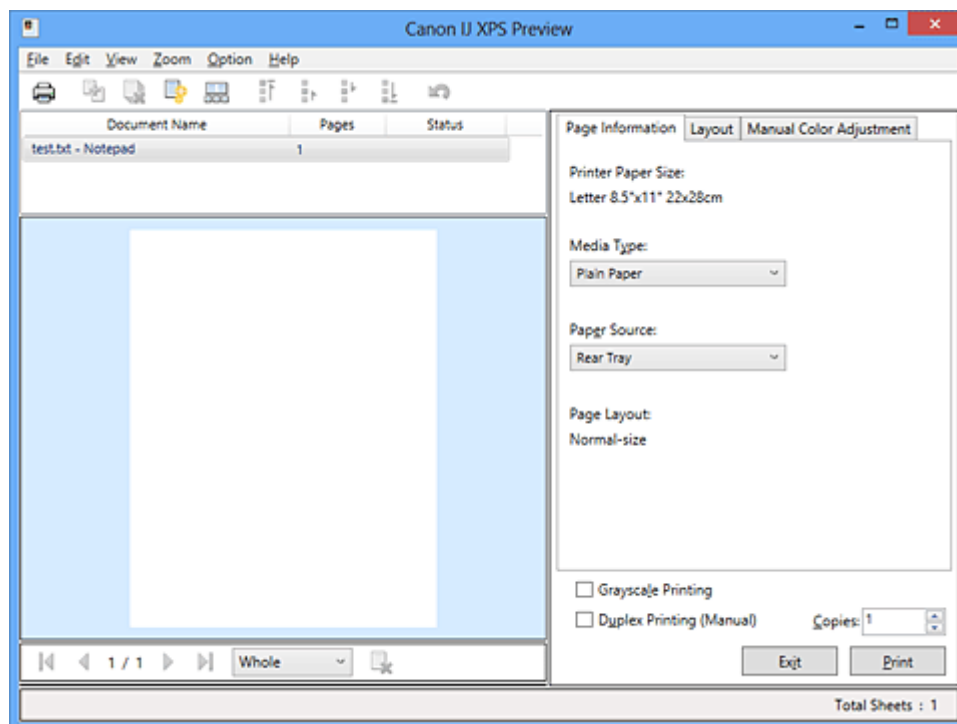 Canon IJ XPS Preview
File Edit View Zoom Option Help
Document Name Pages Status
test.txt - Notepad 1
Page Information Layout Manual Color Adjustment
Printer Paper Size:
Letter 8.5"x11" 22x28cm
Media Type:
Plain Paper
Paper Source:
Rear Tray
Page Layout:
Normal-size
Grayscale Printing
Duplex Printing (Manual) Copies: 1
1 / 1 Whole Exit Print
Total Sheets : 1